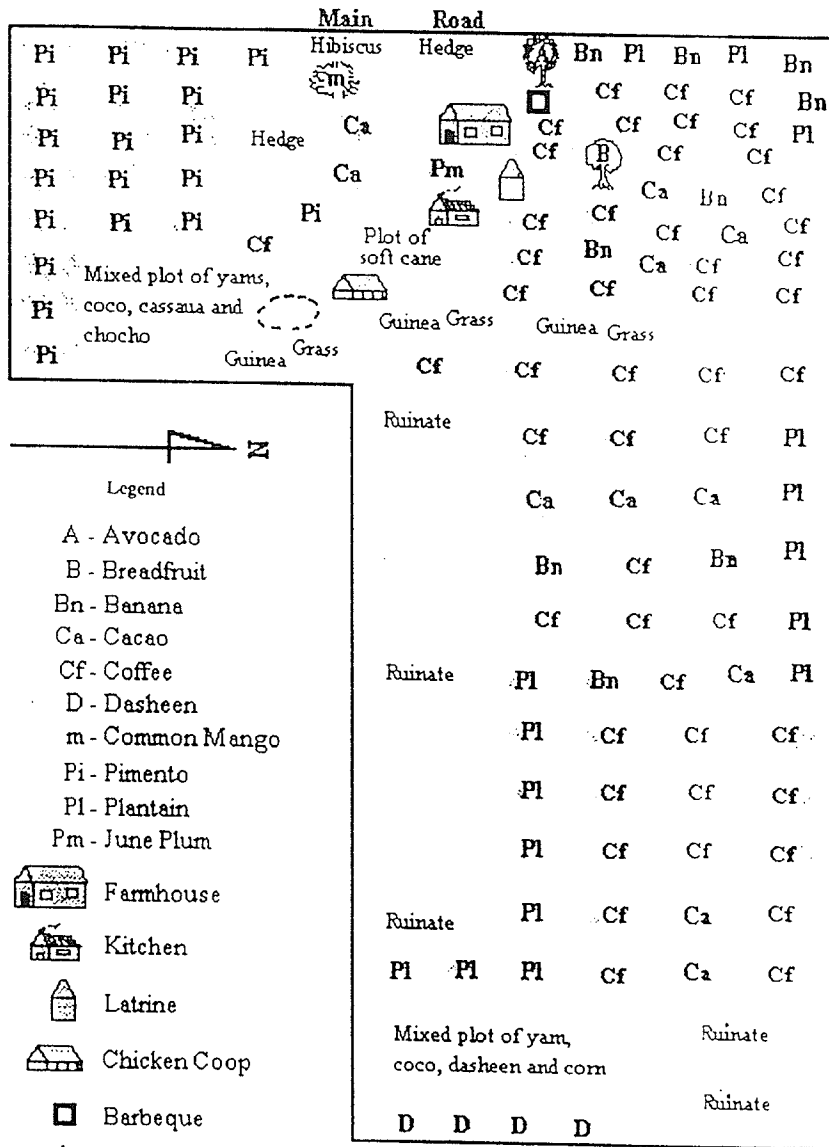 Main Road
Pi Pi Pi Pi Hibiscus Hedge A Bn Pl Bn Pl Bn
Pi Pi Pi m Cf Cf Cf Bn
Pi Pi Pi Hedge Ca Cf Cf Cf Cf Pl
Cf B Cf Cf
Pi Pi Pi Ca Pm Ca Bn Cf
Pi Pi Pi Pi Cf Cf Cf Ca Cf
Cf Plot of
soft cane Cf Bn Ca Cf Cf
Pi Mixed plot of yams,
coco, cassaua and
chocho
Pi Cf Cf Cf Cf
Guinea Grass Guinea Grass
Pi Guinea Grass Cf Cf Cf Cf Cf
Ruinate Cf Cf Cf Pl
N
Legend
A - Avocado
B - Breadfruit
Bn - Banana
Ca - Cacao
Cf - Coffee
D - Dasheen
m - Common Mango
Pi - Pimento
Pl - Plantain
Pm - June Plum
Farmhouse
Kitchen
Latrine
Chicken Coop
Barbeque
Ca Ca Ca Pl
Bn Cf Bn Pl
Cf Cf Cf Pl
Ruinate Pl Bn Cf Ca Pl
Pl Cf Cf Cf
Pl Cf Cf Cf
Pl Cf Cf Cf
Ruinate Pl Cf Ca Cf
Pl Pl Pl Cf Ca Cf
Mixed plot of yam,
coco, dasheen and corn
Ruinate
Ruinate
D D D D